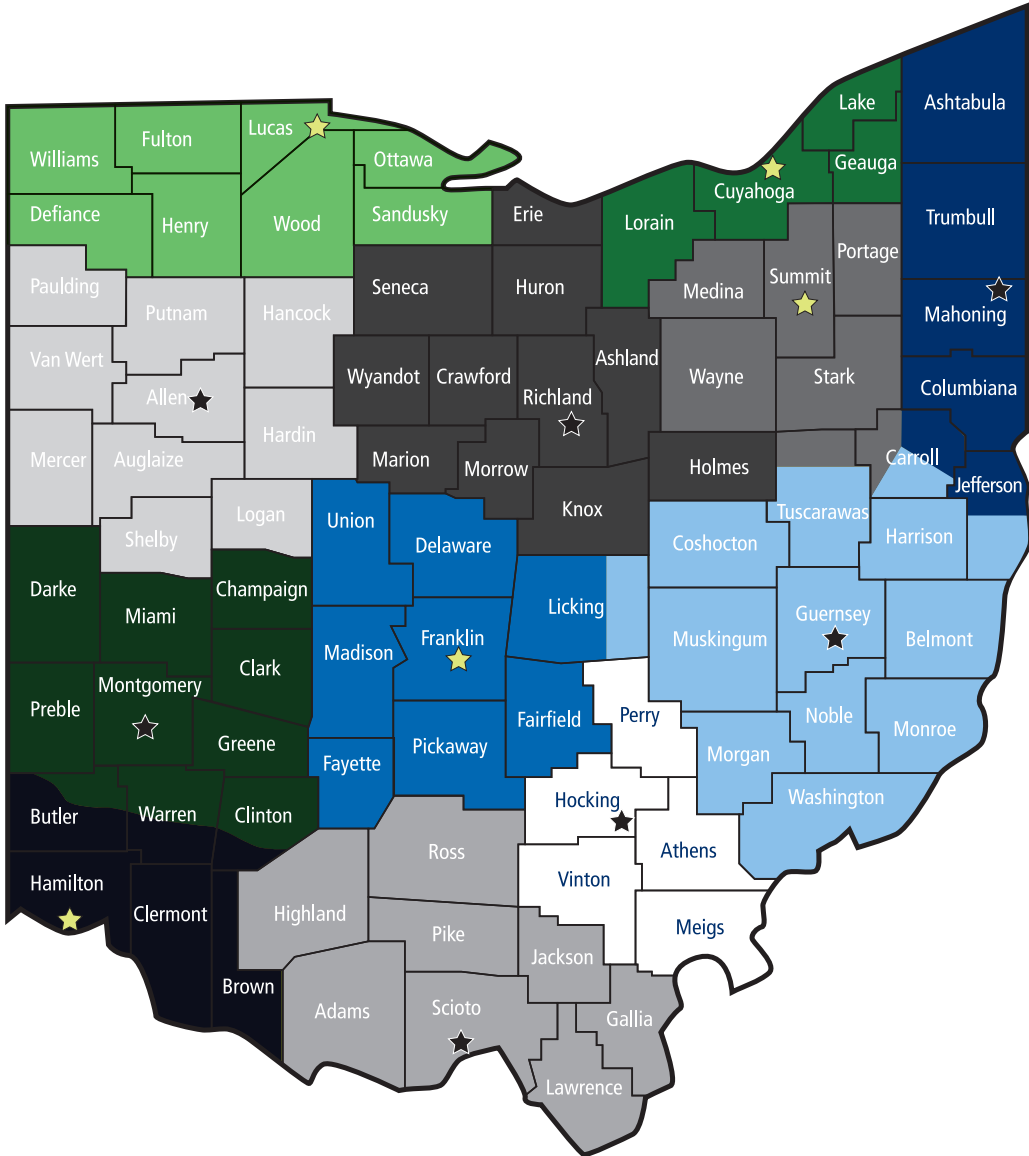 Lake
Ashtabula
Lucas
Fulton
Williams
Ottawa
Geauga
Cuyahoga
Defiance
Henry
Wood
Sandusky
Erie
Lorain
Trumbull
Portage
Paulding
Seneca
Huron
Medina
Summit
Putnam
Hancock
Mahoning
Van Wert
Ashland
Wyandot
Crawford
Wayne
Stark
Columbiana
Allen
Richland
Hardin
Mercer
Auglaize
Marion
Morrow
Holmes
Carroll
Jefferson
Knox
Logan
Union
Tuscarawas
Shelby
Delaware
Coshocton
Harrison
Darke
Champaign
Miami
Licking
Guernsey
Franklin
Madison
Muskingum
Belmont
Clark
Montgomery
Preble
Perry
Fairfield
Noble
Monroe
Greene
Pickaway
Morgan
Fayette
Hocking
Washington
Butler
Warren
Clinton
Ross
Athens
Hamilton
Vinton
Clermont
Highland
Meigs
Pike
Jackson
Brown
Adams
Scioto
Gallia
Lawrence